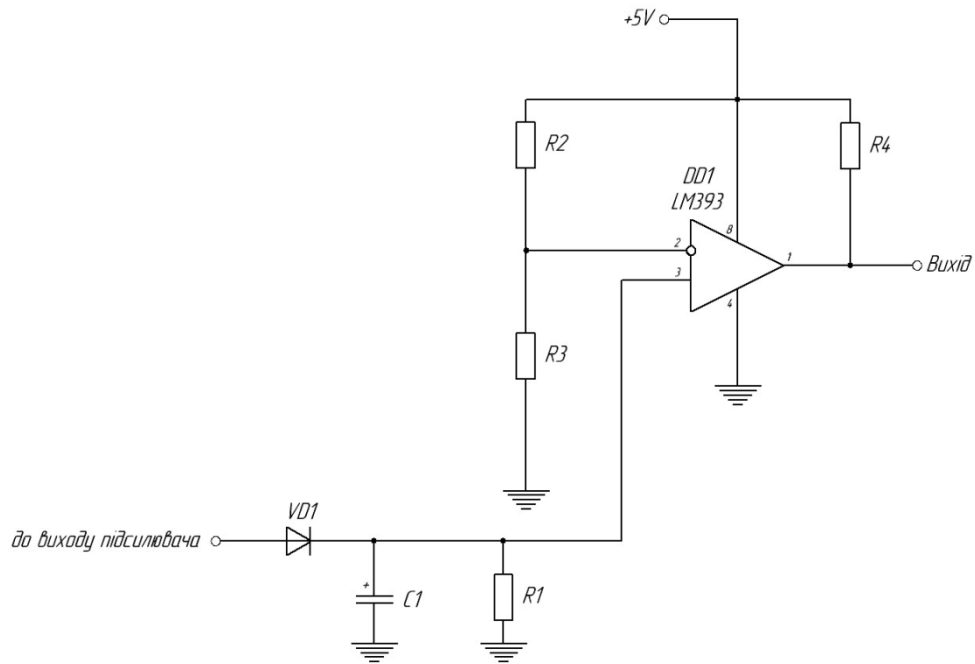 +5V
R2
R4
DD1
LM393
8
2
1
Вихід
3
4
R3
VD1
до виходу підсилювача
+
C1
R1